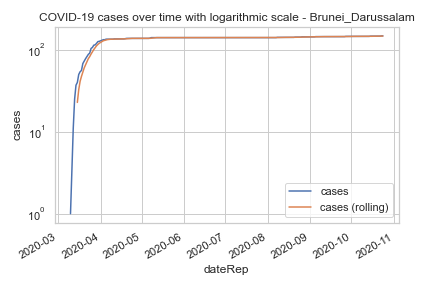 COVID-19 cases over time with logarithmic scale - Brunei_Darussalam
cases
10²
10¹
10⁰
2020-03
2020-04
2020-05
2020-06
2020-07
2020-08
2020-09
2020-10
2020-11
dateRep
cases
cases (rolling)